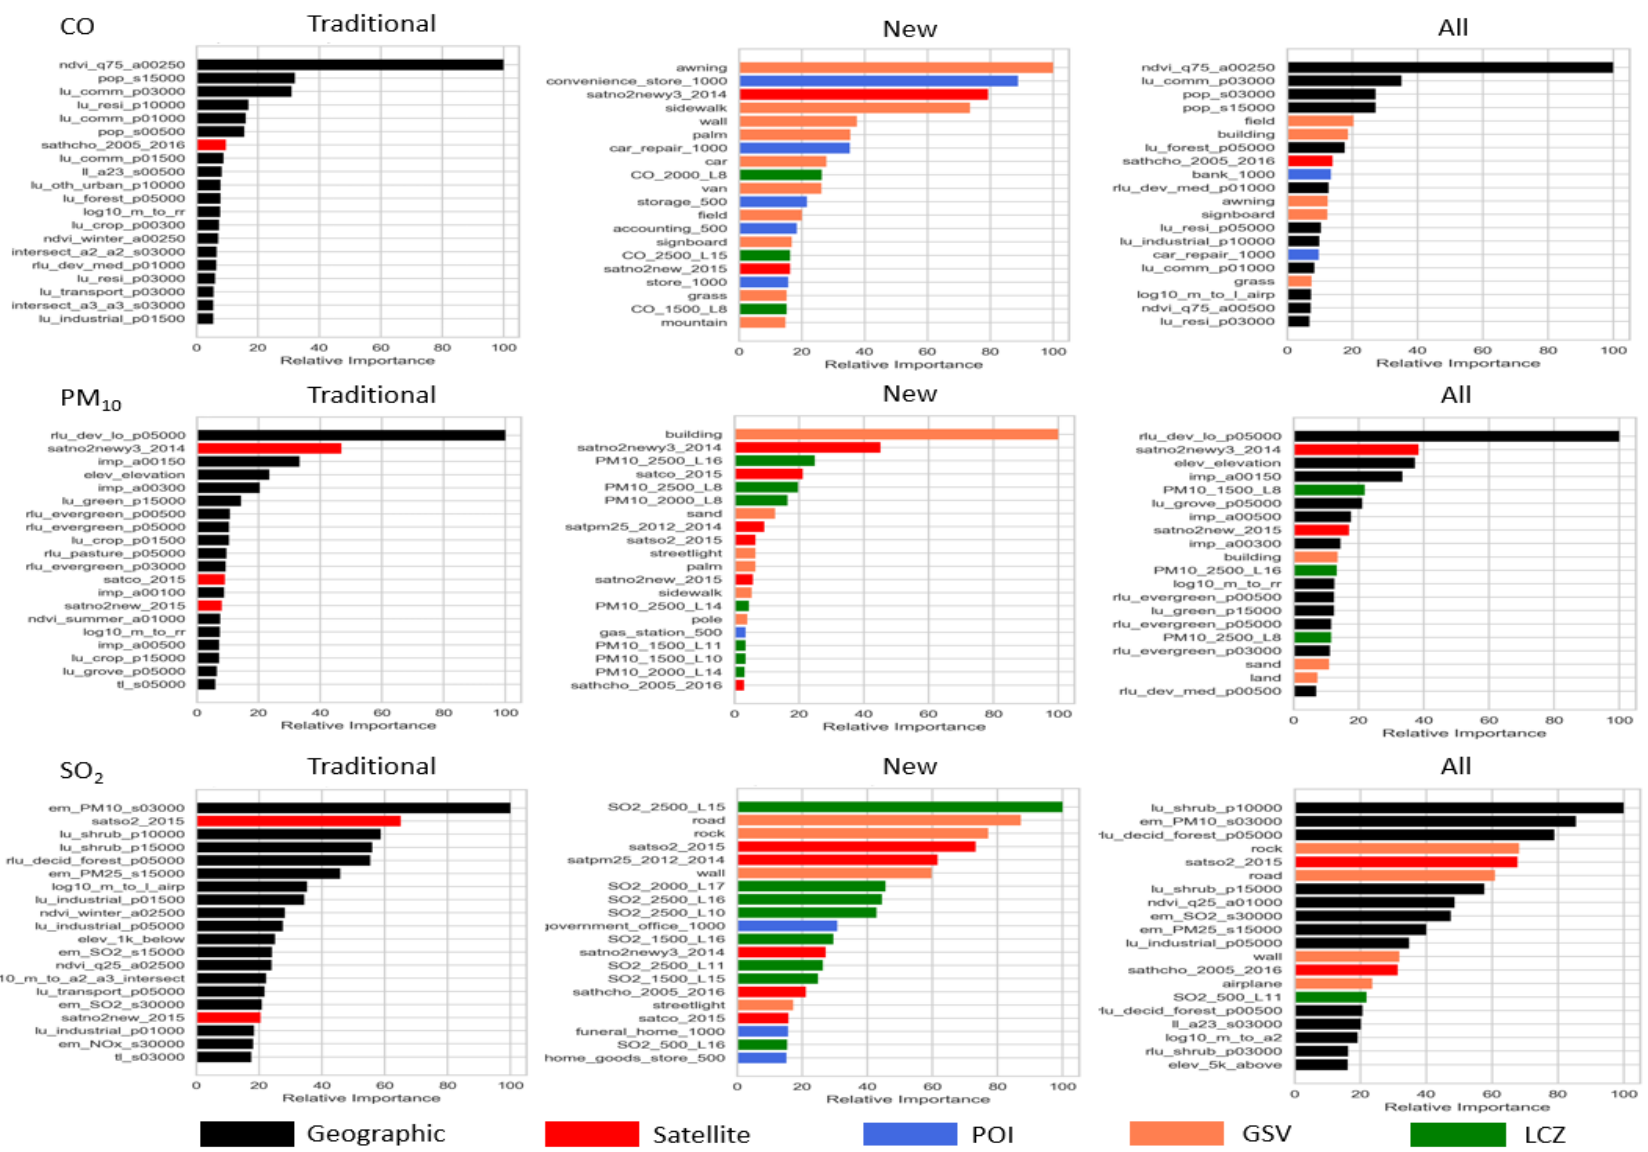 CO
Traditional
New
All
ndvi_q75_a00250
pop_s15000
lu_comm_p03000
lu_resi_p10000
lu_comm_p01000
pop_s00500
sathcho_2005_2016
lu_comm_p01500
ll_a23_s00500
lu_oth_urban_p10000
lu_forest_p05000
log10_m_to_rr
lu_crop_p00300
ndvi_winter_a00250
intersect_a2_a2_s03000
rlu_dev_med_p01000
lu_resi_p03000
lu_transport_p03000
intersect_a3_a3_s03000
lu_industrial_p01500
0 20 40 60 80 100
Relative Importance
awning
convenience_store_1000
satno2newy3_2014
sidewalk
wall
palm
car_repair_1000
car
CO_2000_L8
van
storage_500
field
accounting_500
signboard
CO_2500_L15
satno2new_2015
store_1000
grass
CO_1500_L8
mountain
0 20 40 60 80 100
Relative Importance
ndvi_q75_a00250
lu_comm_p03000
pop_s03000
pop_s15000
field
building
lu_forest_p05000
sathcho_2005_2016
bank_1000
rlu_dev_med_p01000
awning
signboard
lu_resi_p05000
lu_industrial_p10000
car_repair_1000
lu_comm_p01000
grass
log10_m_to_l_airp
ndvi_q75_a00500
lu_resi_p03000
0 20 40 60 80 100
Relative Importance
PM10
Traditional
New
All
rlu_dev_lo_p05000
satno2newy3_2014
imp_a00150
elev_elevation
imp_a00300
lu_green_p15000
rlu_evergreen_p00500
rlu_evergreen_p05000
lu_crop_p01500
rlu_pasture_p05000
rlu_evergreen_p03000
satco_2015
imp_a00100
satno2new_2015
ndvi_summer_a01000
log10_m_to_rr
imp_a00500
lu_crop_p15000
lu_grove_p05000
tl_s05000
0 20 40 60 80 100
Relative Importance
building
satno2newy3_2014
PM10_2500_L16
satco_2015
PM10_2500_L8
PM10_2000_L8
sand
satpm25_2012_2014
satso2_2015
streetlight
palm
satno2new_2015
sidewalk
PM10_2500_L14
pole
gas_station_500
PM10_1500_L11
PM10_1500_L10
PM10_2000_L14
sathcho_2005_2016
0 20 40 60 80 100
Relative Importance
rlu_dev_lo_p05000
satno2newy3_2014
elev_elevation
imp_a00150
PM10_1500_L8
lu_grove_p05000
imp_a00500
satno2new_2015
imp_a00300
building
PM10_2500_L16
log10_m_to_rr
rlu_evergreen_p00500
lu_green_p15000
rlu_evergreen_p05000
PM10_2500_L8
rlu_evergreen_p03000
sand
land
rlu_dev_med_p00500
0 20 40 60 80 100
Relative Importance
SO2
Traditional
New
All
em_PM10_s03000
satso2_2015
lu_shrub_p10000
lu_shrub_p15000
rlu_decid_forest_p05000
em_PM25_s15000
log10_m_to_l_airp
lu_industrial_p01500
ndvi_winter_a02500
lu_industrial_p05000
elev_1k_below
em_SO2_s15000
ndvi_q25_a02500
10_m_to_a2_a3_intersect
lu_transport_p05000
em_SO2_s30000
satno2new_2015
lu_industrial_p01000
em_NOx_s30000
tl_s03000
0 20 40 60 80 100
Relative Importance
SO2_2500_L15
road
rock
satso2_2015
satpm25_2012_2014
wall
SO2_2000_L17
SO2_2500_L16
SO2_2500_L10
government_office_1000
SO2_1500_L16
satno2newy3_2014
SO2_2500_L11
SO2_1500_L15
sathcho_2005_2016
streetlight
satco_2015
funeral_home_1000
SO2_500_L16
home_goods_store_500
0 20 40 60 80 100
Relative Importance
lu_shrub_p10000
em_PM10_s03000
rlu_decid_forest_p05000
rock
satso2_2015
road
lu_shrub_p15000
ndvi_q25_a01000
em_SO2_s30000
em_PM25_s15000
lu_industrial_p05000
wall
sathcho_2005_2016
airplane
SO2_500_L11
rlu_decid_forest_p00500
ll_a23_s03000
log10_m_to_a2
rlu_shrub_p03000
elev_5k_above
0 20 40 60 80 100
Relative Importance
Geographic
Satellite
POI
GSV
LCZ